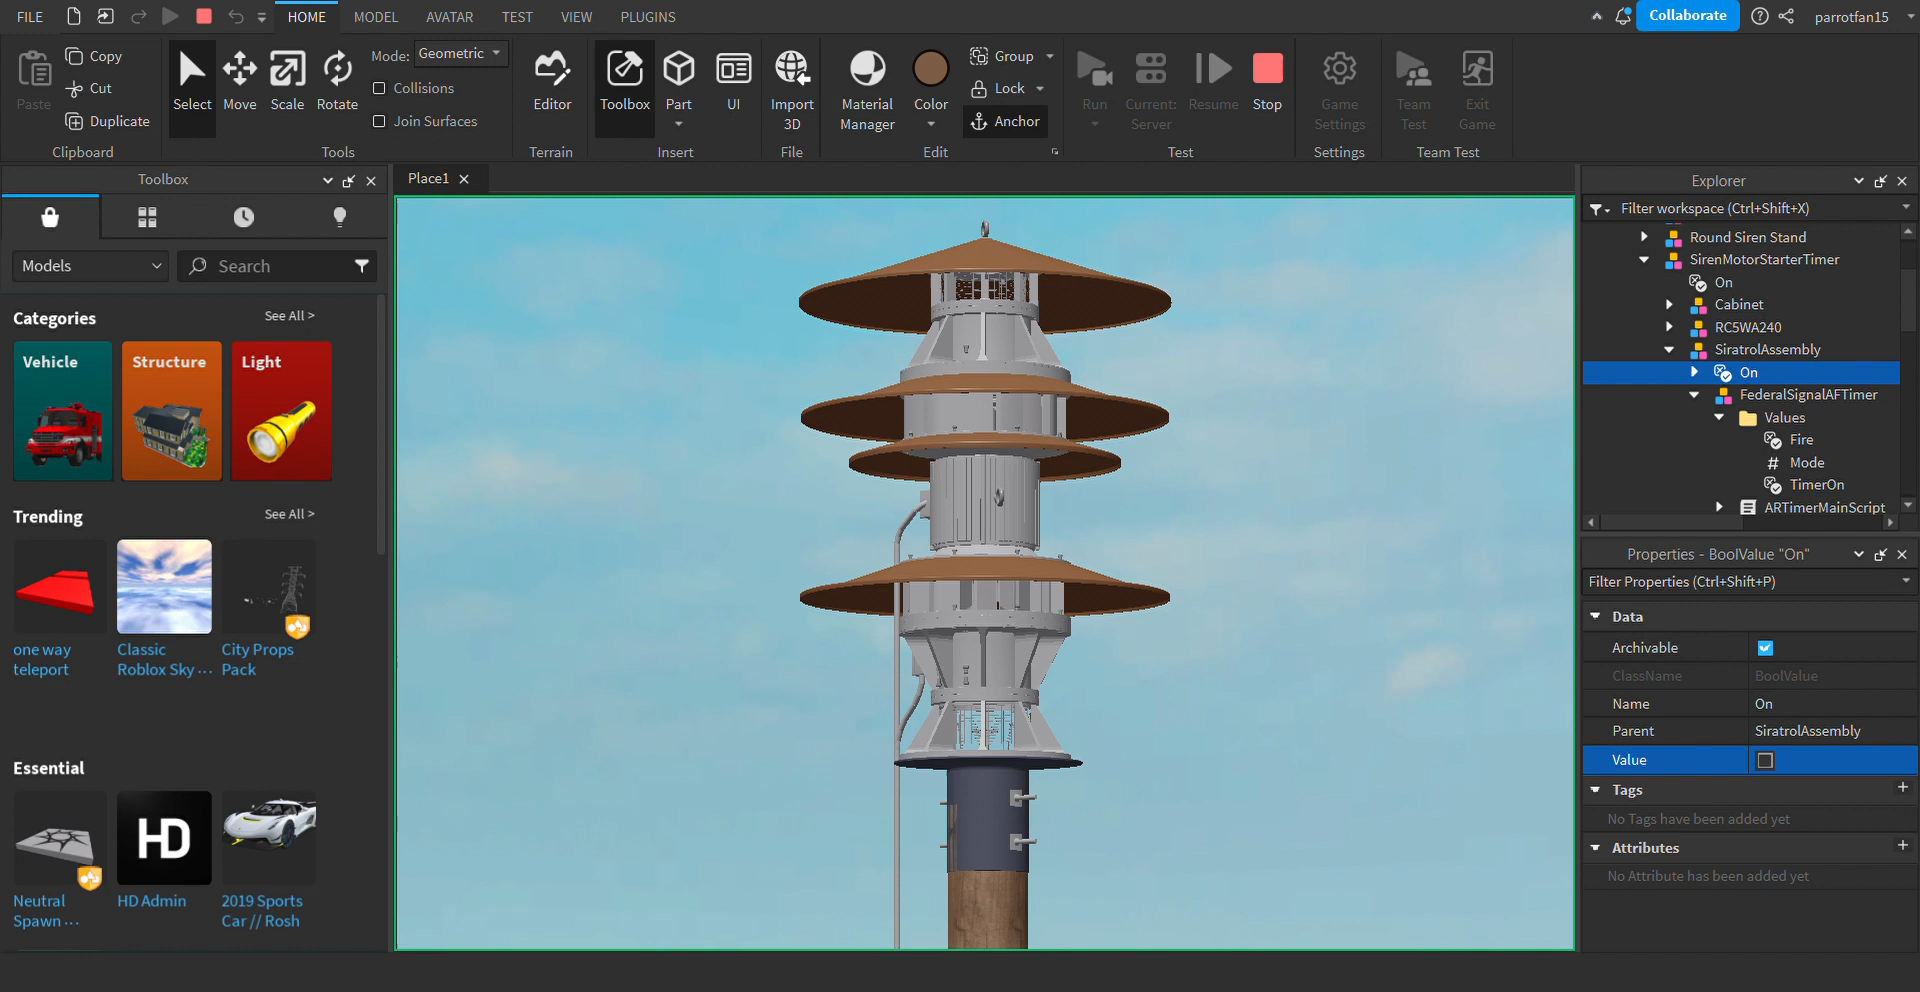 FILE
HOME
MODEL
AVATAR
TEST
VIEW
PLUGINS
Collaborate
parrotfan15
Paste
Copy
Cut
Duplicate
Clipboard
Select
Move
Scale
Rotate
Mode:
Geometric
Collisions
Join Surfaces
Tools
Editor
Terrain
Toolbox
Part
UI
Insert
Import
3D
File
Material
Manager
Color
Group
Lock
Anchor
Edit
Run
Current:
Server
Resume
Stop
Test
Game
Settings
Settings
Team
Test
Exit
Game
Team Test
Toolbox
Models
Search
Categories
See All >
Vehicle
Structure
Light
Trending
See All >
one way
teleport
Classic
Roblox Sky ...
City Props
Pack
Essential
HD
Neutral
Spawn ...
HD Admin
2019 Sports
Car // Rosh
Place1
Explorer
Filter workspace (Ctrl+Shift+X)
Round Siren Stand
SirenMotorStarterTimer
On
Cabinet
RC5WA240
SiratrolAssembly
On
FederalSignalAFTimer
Values
Fire
# Mode
TimerOn
ARTimerMainScript
Properties - BoolValue "On"
Filter Properties (Ctrl+Shift+P)
Data
Archivable
ClassName BoolValue
Name On
Parent SiratrolAssembly
Value
Tags
No Tags have been added yet
Attributes
No Attribute has been added yet